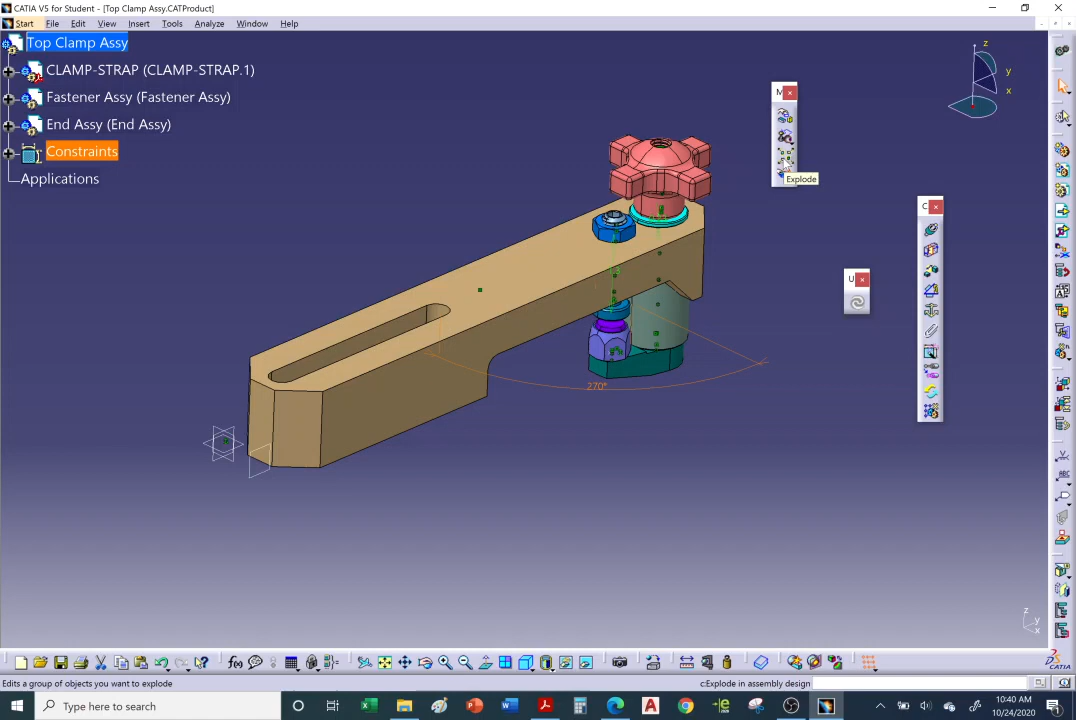 CATIA V5 for Student - [Top Clamp Assy.CATProduct]
Start File Edit View Insert Tools Analyze Window Help
Top Clamp Assy
CLAMP-STRAP (CLAMP-STRAP.1)
Fastener Assy (Fastener Assy)
End Assy (End Assy)
Constraints
Applications
M
Explode
C
U
z
y
x
270°
z
y
x
f(x)
CATIA
Edits a group of objects you want to explode
c:Explode in assembly design
Type here to search
10:40 AM
10/24/2020